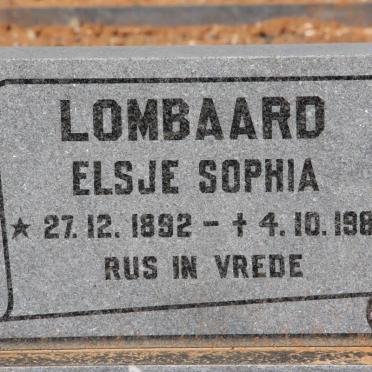 LOMBAARD
ELSJE SOPHIA
★ 27.12.1892 – ✝ 4.10.198
RUS IN VREDE